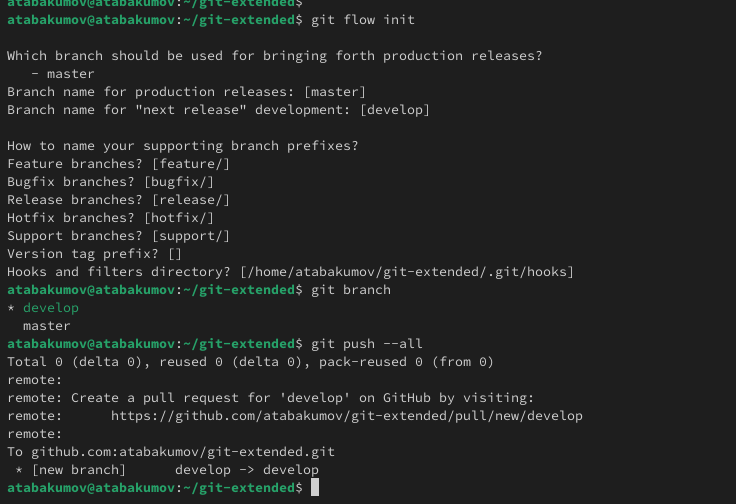 atabakumov@atabakumov:~/git-extended$
atabakumov@atabakumov:~/git-extended$ git flow init
Which branch should be used for bringing forth production releases?
   - master
Branch name for production releases: [master]
Branch name for "next release" development: [develop]
How to name your supporting branch prefixes?
Feature branches? [feature/]
Bugfix branches? [bugfix/]
Release branches? [release/]
Hotfix branches? [hotfix/]
Support branches? [support/]
Version tag prefix? []
Hooks and filters directory? [/home/atabakumov/git-extended/.git/hooks]
atabakumov@atabakumov:~/git-extended$ git branch
* develop
  master
atabakumov@atabakumov:~/git-extended$ git push --all
Total 0 (delta 0), reused 0 (delta 0), pack-reused 0 (from 0)
remote:
remote: Create a pull request for 'develop' on GitHub by visiting:
remote:      https://github.com/atabakumov/git-extended/pull/new/develop
remote:
To github.com:atabakumov/git-extended.git
 * [new branch]      develop -> develop
atabakumov@atabakumov:~/git-extended$